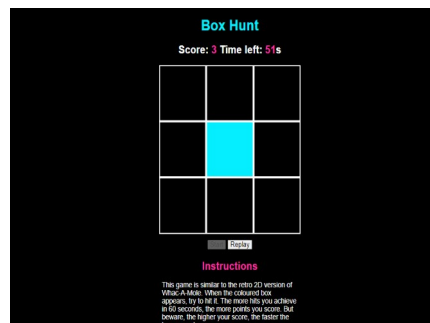 Box Hunt
Score: 3 Time left: 51s
Replay
Instructions
This game is similar to the retro 2D version of
Whac-A-Mole. When the coloured box
appears, try to hit it. The more hits you achieve
in 60 seconds, the more points you score. But
beware, the higher your score, the faster the